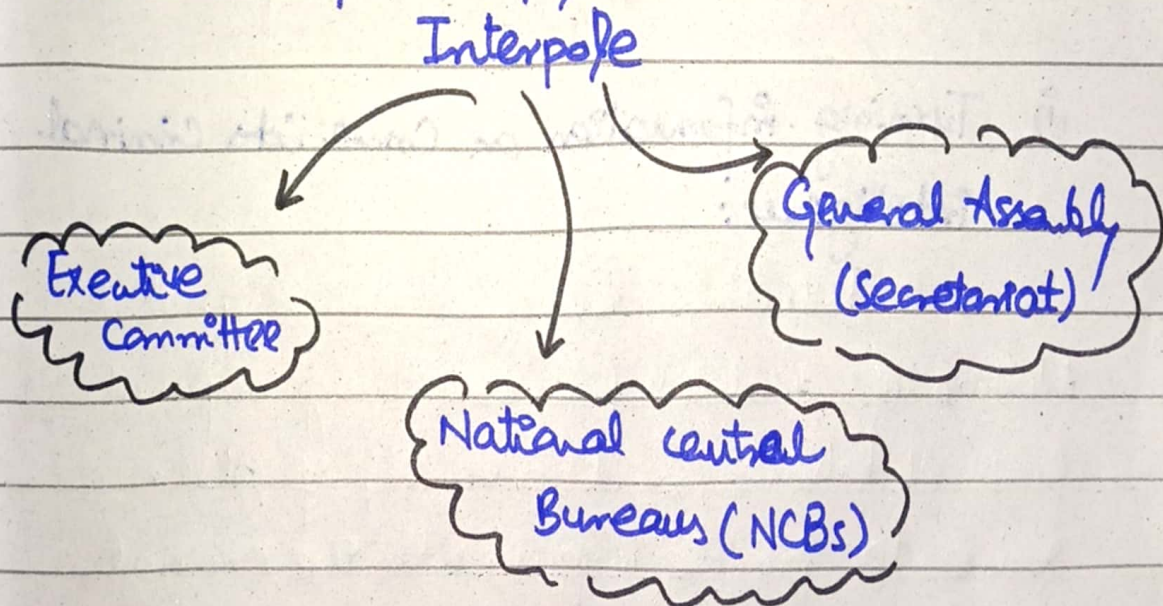 Interpole
Exeutive
Committee
General Assembly
(Secretariat)
National central
Bureaus (NCBs)